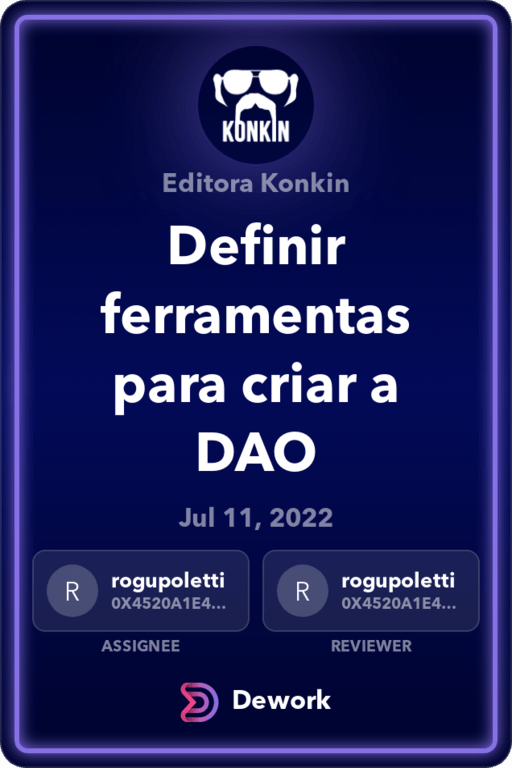 KONKIN
Editora Konkin
Definir
ferramentas
para criar a
DAO
Jul 11, 2022
R rogupoletti
0X4520A1E4...
ASSIGNEE
R rogupoletti
0X4520A1E4...
REVIEWER
Dework